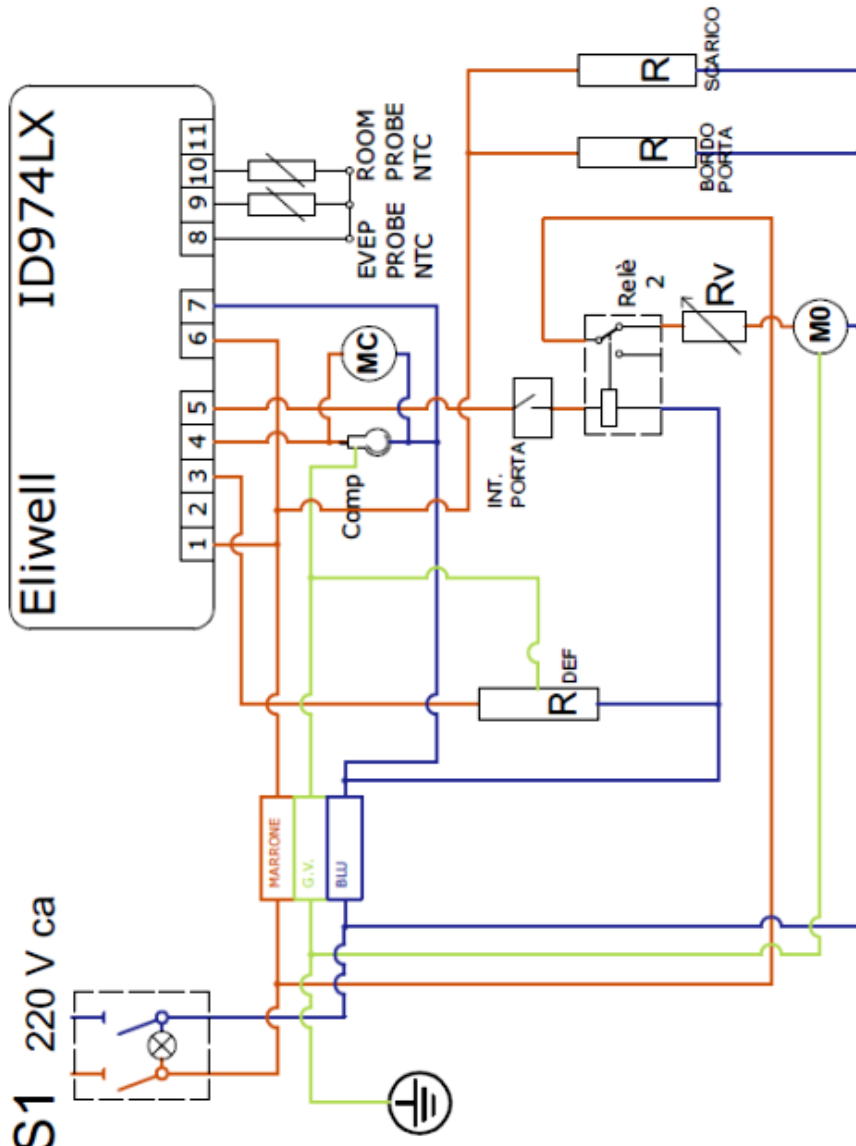 Eliwell ID974LX
1 2 3 4 5 6 7 8 9 10 11
S1 220 V ca
MARRONE
G.V.
BLU
Comp
MC
EVEP
PROBE
NTC
ROOM
PROBE
NTC
R
DEF
INT.
PORTA
Relè
2
Rv
M0
R
BORDO
PORTA
R
SCARICO